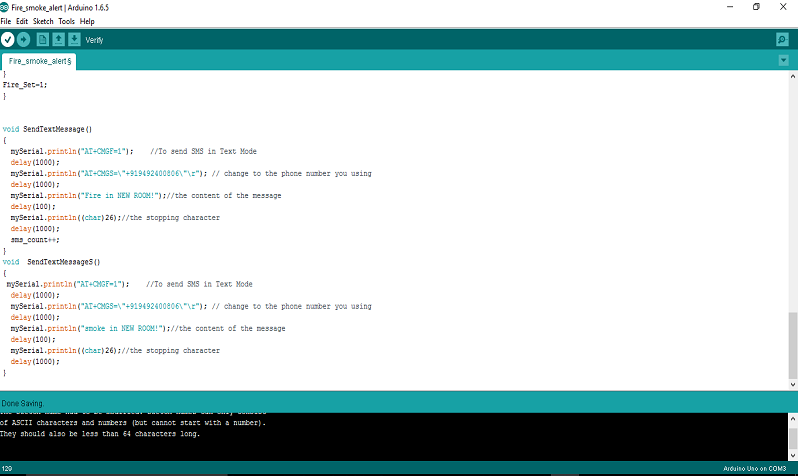 Fire_smoke_alert | Arduino 1.6.5
File Edit Sketch Tools Help
Verify
Fire_smoke_alert§
}
Fire_Set=1;
}
void SendTextMessage()
{
mySerial.println("AT+CMGF=1");    //To send SMS in Text Mode
delay(1000);
mySerial.println("AT+CMGS=\"+919492400806\"\r"); // change to the phone number you using
delay(1000);
mySerial.println("Fire in NEW ROOM!");//the content of the message
delay(100);
mySerial.println((char)26);//the stopping character
delay(1000);
sms_count++;
}
void  SendTextMessageS()
{
mySerial.println("AT+CMGF=1");    //To send SMS in Text Mode
delay(1000);
mySerial.println("AT+CMGS=\"+919492400806\"\r"); // change to the phone number you using
delay(1000);
mySerial.println("smoke in NEW ROOM!");//the content of the message
delay(100);
mySerial.println((char)26);//the stopping character
delay(1000);
}
Done Saving.
of ASCII characters and numbers (but cannot start with a number).
They should also be less than 64 characters long.
129
Arduino Uno on COM3